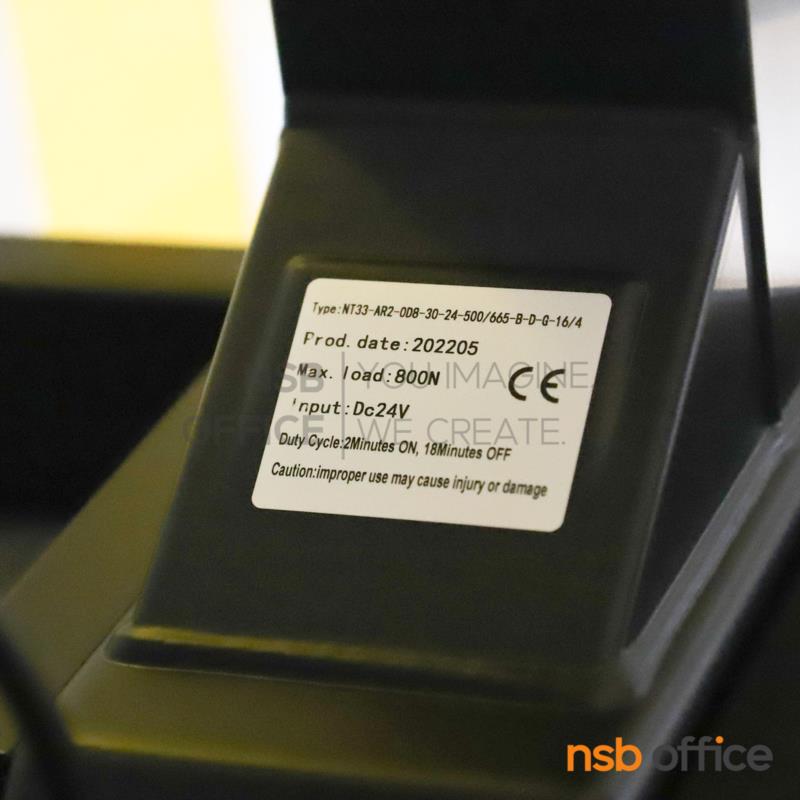 Type:NT33-AR2-0D8-30-24-500/665-B-D-G-16/4
Prod. date:202205
Max. load:800N
CE
Input:Dc24V
Duty Cycle:2Minutes ON, 18Minutes OFF
Caution:improper use may cause injury or damage
NSB OFFICE
YOU IMAGINE,
WE CREATE.
nsb office